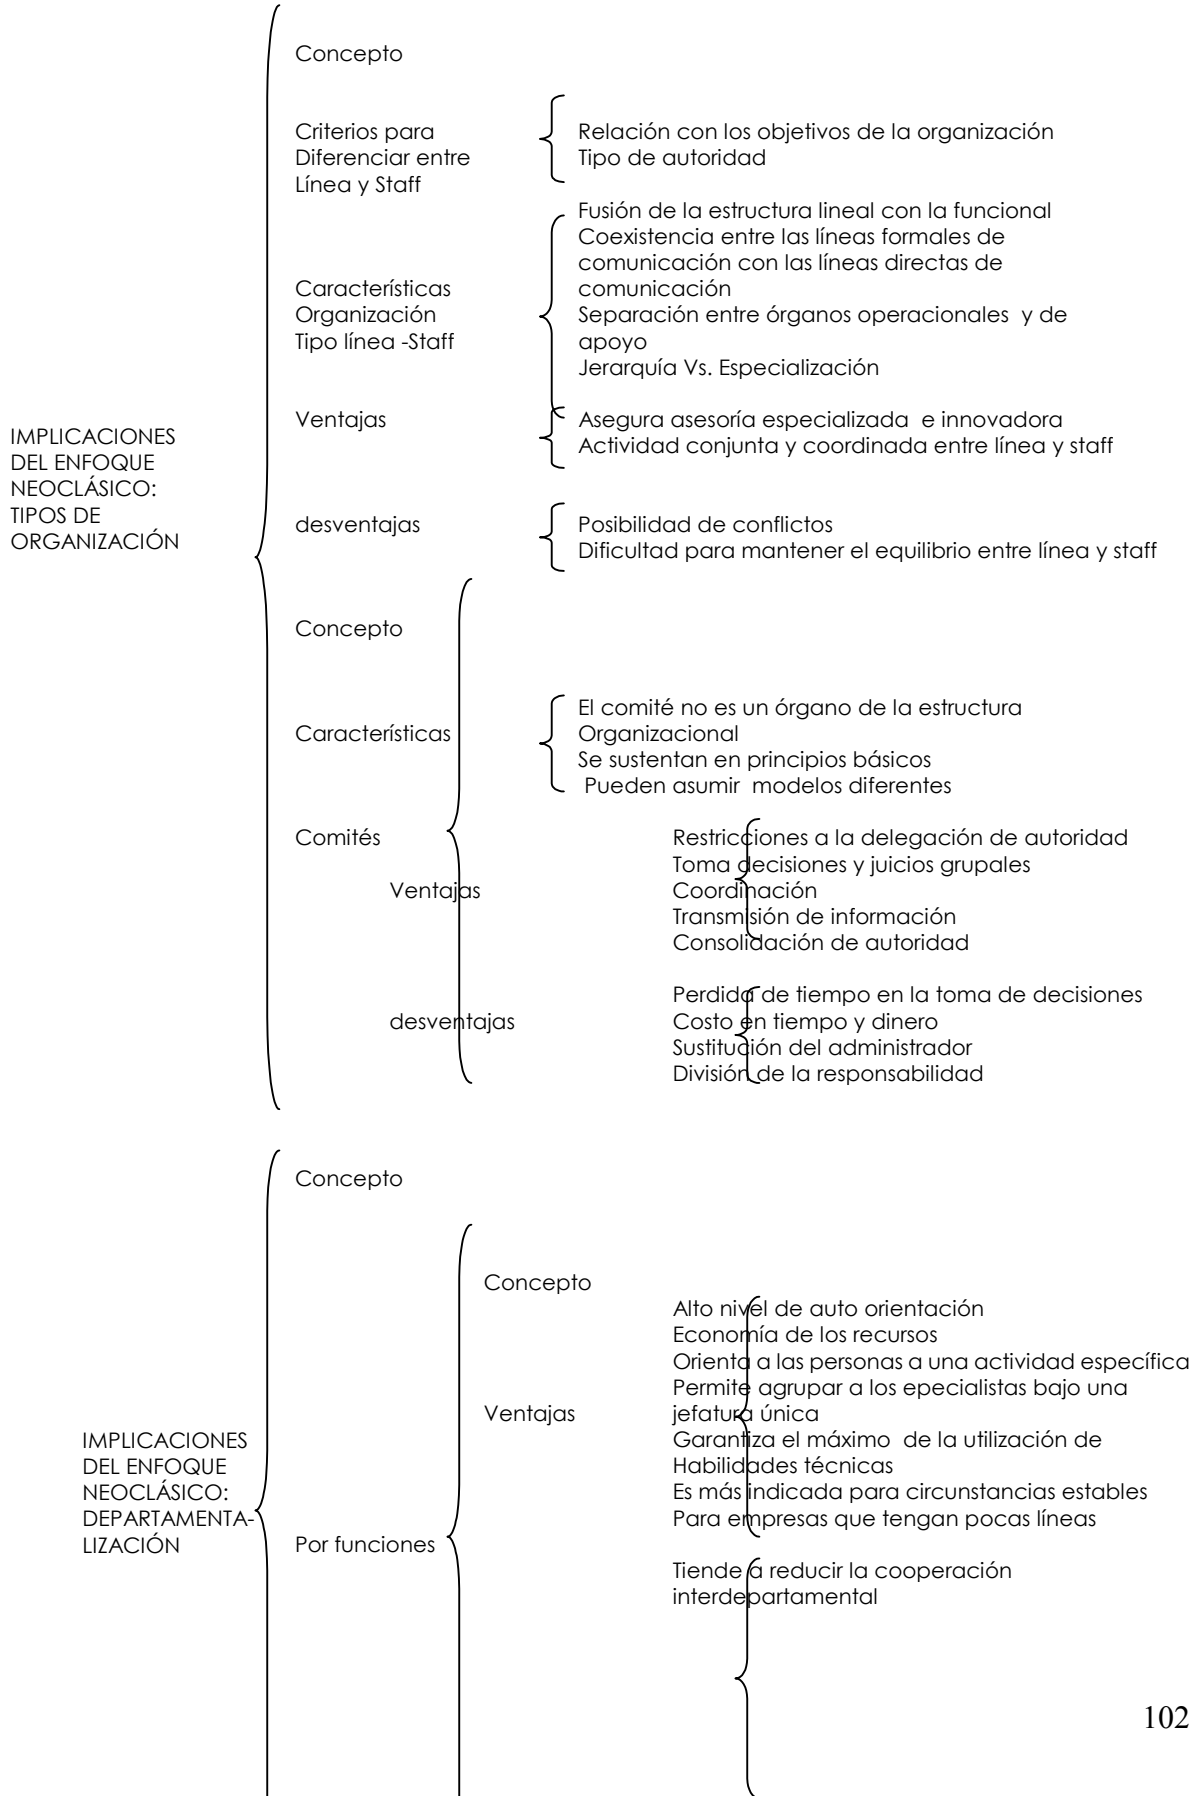 Concepto
Criterios para
Diferenciar entre
Línea y Staff
Relación con los objetivos de la organización
Tipo de autoridad
Características
Organización
Tipo línea -Staff
Fusión de la estructura lineal con la funcional
Coexistencia entre las líneas formales de
comunicación con las líneas directas de
comunicación
Separación entre órganos operacionales y de
apoyo
Jerarquía Vs. Especialización
Ventajas
Asegura asesoría especializada e innovadora
Actividad conjunta y coordinada entre línea y staff
IMPLICACIONES
DEL ENFOQUE
NEOCLÁSICO:
TIPOS DE
ORGANIZACIÓN
desventajas
Posibilidad de conflictos
Dificultad para mantener el equilibrio entre línea y staff
Concepto
Características
El comité no es un órgano de la estructura
Organizacional
Se sustentan en principios básicos
Pueden asumir modelos diferentes
Comités
Ventajas
Restricciones a la delegación de autoridad
Toma decisiones y juicios grupales
Coordinación
Transmisión de información
Consolidación de autoridad
desventajas
Perdida de tiempo en la toma de decisiones
Costo en tiempo y dinero
Sustitución del administrador
División de la responsabilidad
Concepto
Concepto
Ventajas
Alto nivel de auto orientación
Economía de los recursos
Orienta a las personas a una actividad específica
Permite agrupar a los epecialistas bajo una
jefatura única
Garantiza el máximo de la utilización de
Habilidades técnicas
Es más indicada para circunstancias estables
Para empresas que tengan pocas líneas
IMPLICACIONES
DEL ENFOQUE
NEOCLÁSICO:
DEPARTAMENTA-
LIZACIÓN
Por funciones
Tiende a reducir la cooperación
interdepartamental
102